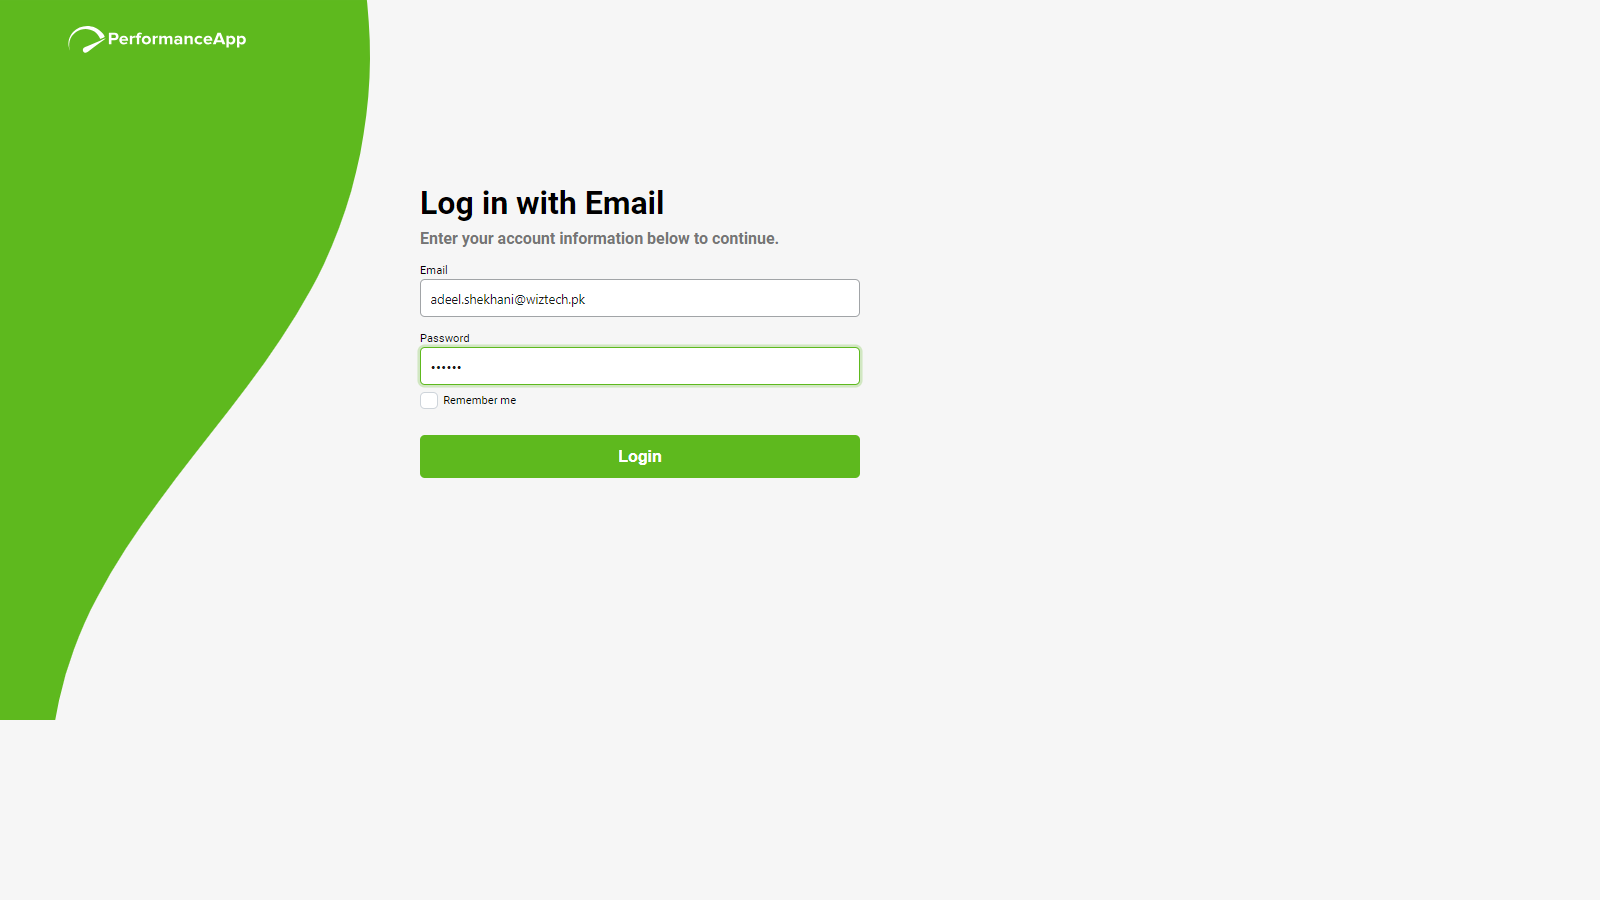 PerformanceApp
Log in with Email
Enter your account information below to continue.
Email
adeel.shekhani@wiztech.pk
Password
••••••
Remember me
Login